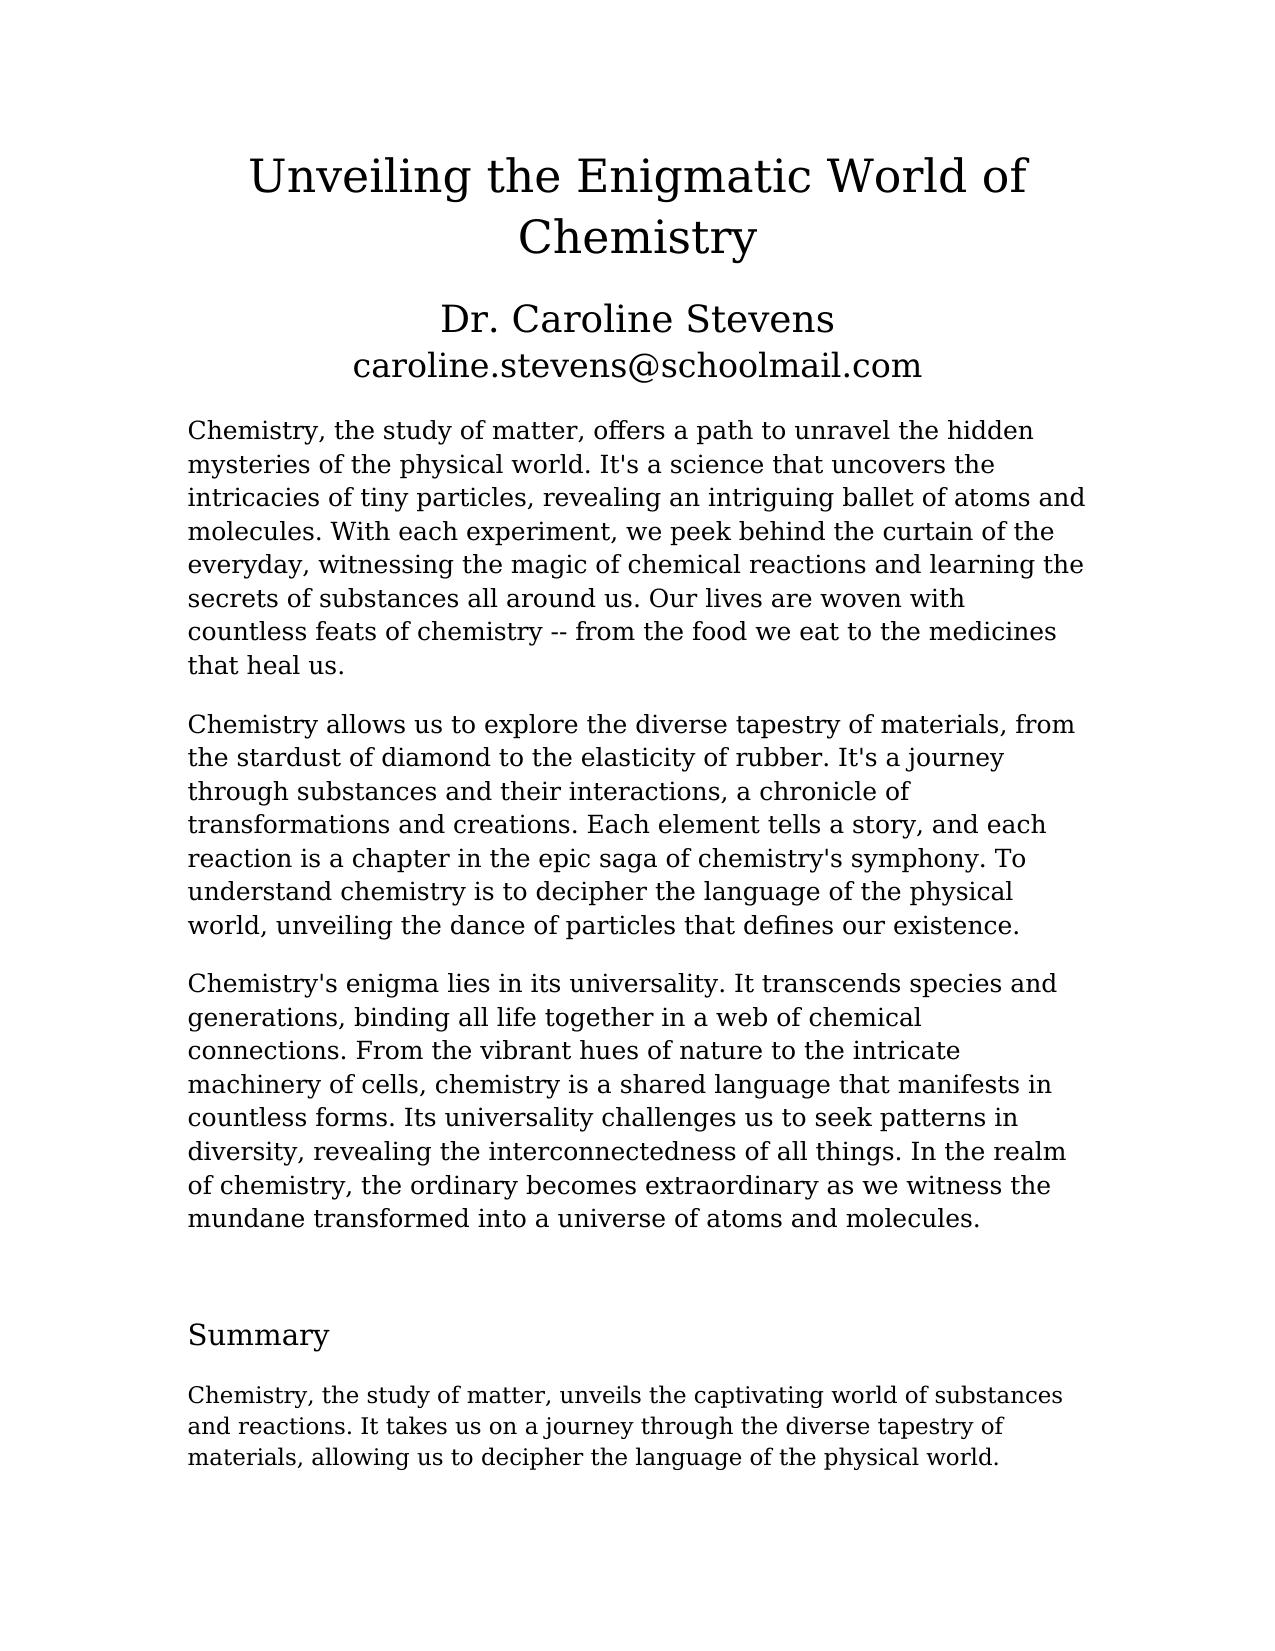 Unveiling the Enigmatic World of
Chemistry
Dr. Caroline Stevens
caroline.stevens@schoolmail.com
Chemistry, the study of matter, offers a path to unravel the hidden
mysteries of the physical world. It's a science that uncovers the
intricacies of tiny particles, revealing an intriguing ballet of atoms and
molecules. With each experiment, we peek behind the curtain of the
everyday, witnessing the magic of chemical reactions and learning the
secrets of substances all around us. Our lives are woven with
countless feats of chemistry -- from the food we eat to the medicines
that heal us.
Chemistry allows us to explore the diverse tapestry of materials, from
the stardust of diamond to the elasticity of rubber. It's a journey
through substances and their interactions, a chronicle of
transformations and creations. Each element tells a story, and each
reaction is a chapter in the epic saga of chemistry's symphony. To
understand chemistry is to decipher the language of the physical
world, unveiling the dance of particles that defines our existence.
Chemistry's enigma lies in its universality. It transcends species and
generations, binding all life together in a web of chemical
connections. From the vibrant hues of nature to the intricate
machinery of cells, chemistry is a shared language that manifests in
countless forms. Its universality challenges us to seek patterns in
diversity, revealing the interconnectedness of all things. In the realm
of chemistry, the ordinary becomes extraordinary as we witness the
mundane transformed into a universe of atoms and molecules.
Summary
Chemistry, the study of matter, unveils the captivating world of substances
and reactions. It takes us on a journey through the diverse tapestry of
materials, allowing us to decipher the language of the physical world.